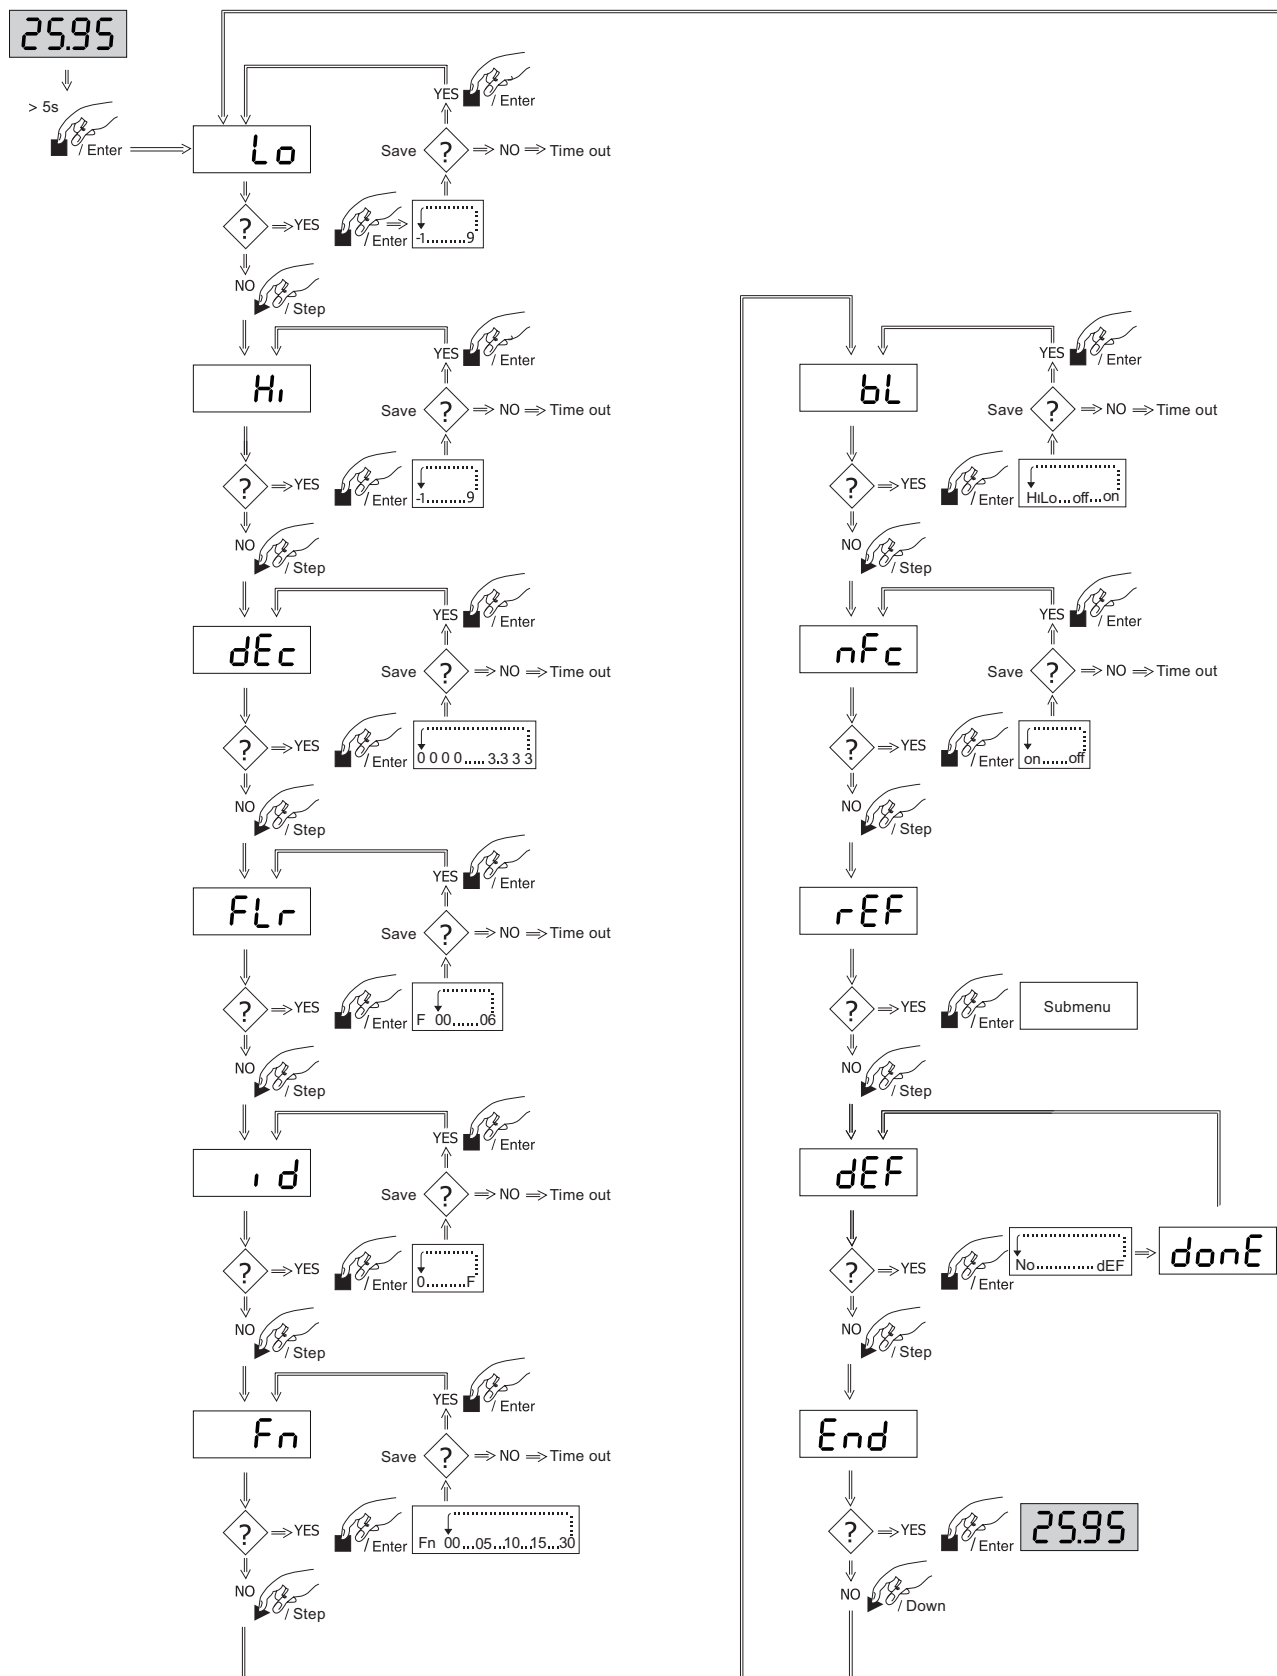 25.95
> 5s
/ Enter
Lo
?
YES
/ Enter
-1........9
Save
?
NO
Time out
YES
/ Enter
NO
/ Step
Hi
?
YES
/ Enter
-1........9
Save
?
NO
Time out
YES
/ Enter
NO
/ Step
dEc
?
YES
/ Enter
0 0 0 0..... 3.3 3 3
Save
?
NO
Time out
YES
/ Enter
NO
/ Step
FLr
?
YES
/ Enter
F 00......06
Save
?
NO
Time out
YES
/ Enter
NO
/ Step
id
?
YES
/ Enter
0........F
Save
?
NO
Time out
YES
/ Enter
NO
/ Step
Fn
?
YES
/ Enter
Fn 00...05...10...15...30
Save
?
NO
Time out
YES
/ Enter
NO
/ Step
bL
?
YES
/ Enter
HiLo...off...on
Save
?
NO
Time out
YES
/ Enter
NO
/ Step
nFc
?
YES
/ Enter
on......off
Save
?
NO
Time out
YES
/ Enter
NO
/ Step
rEF
?
YES
/ Enter
Submenu
NO
/ Step
dEF
?
YES
/ Enter
No............. dEF
donE
NO
/ Step
End
?
YES
/ Enter
25.95
NO
/ Down